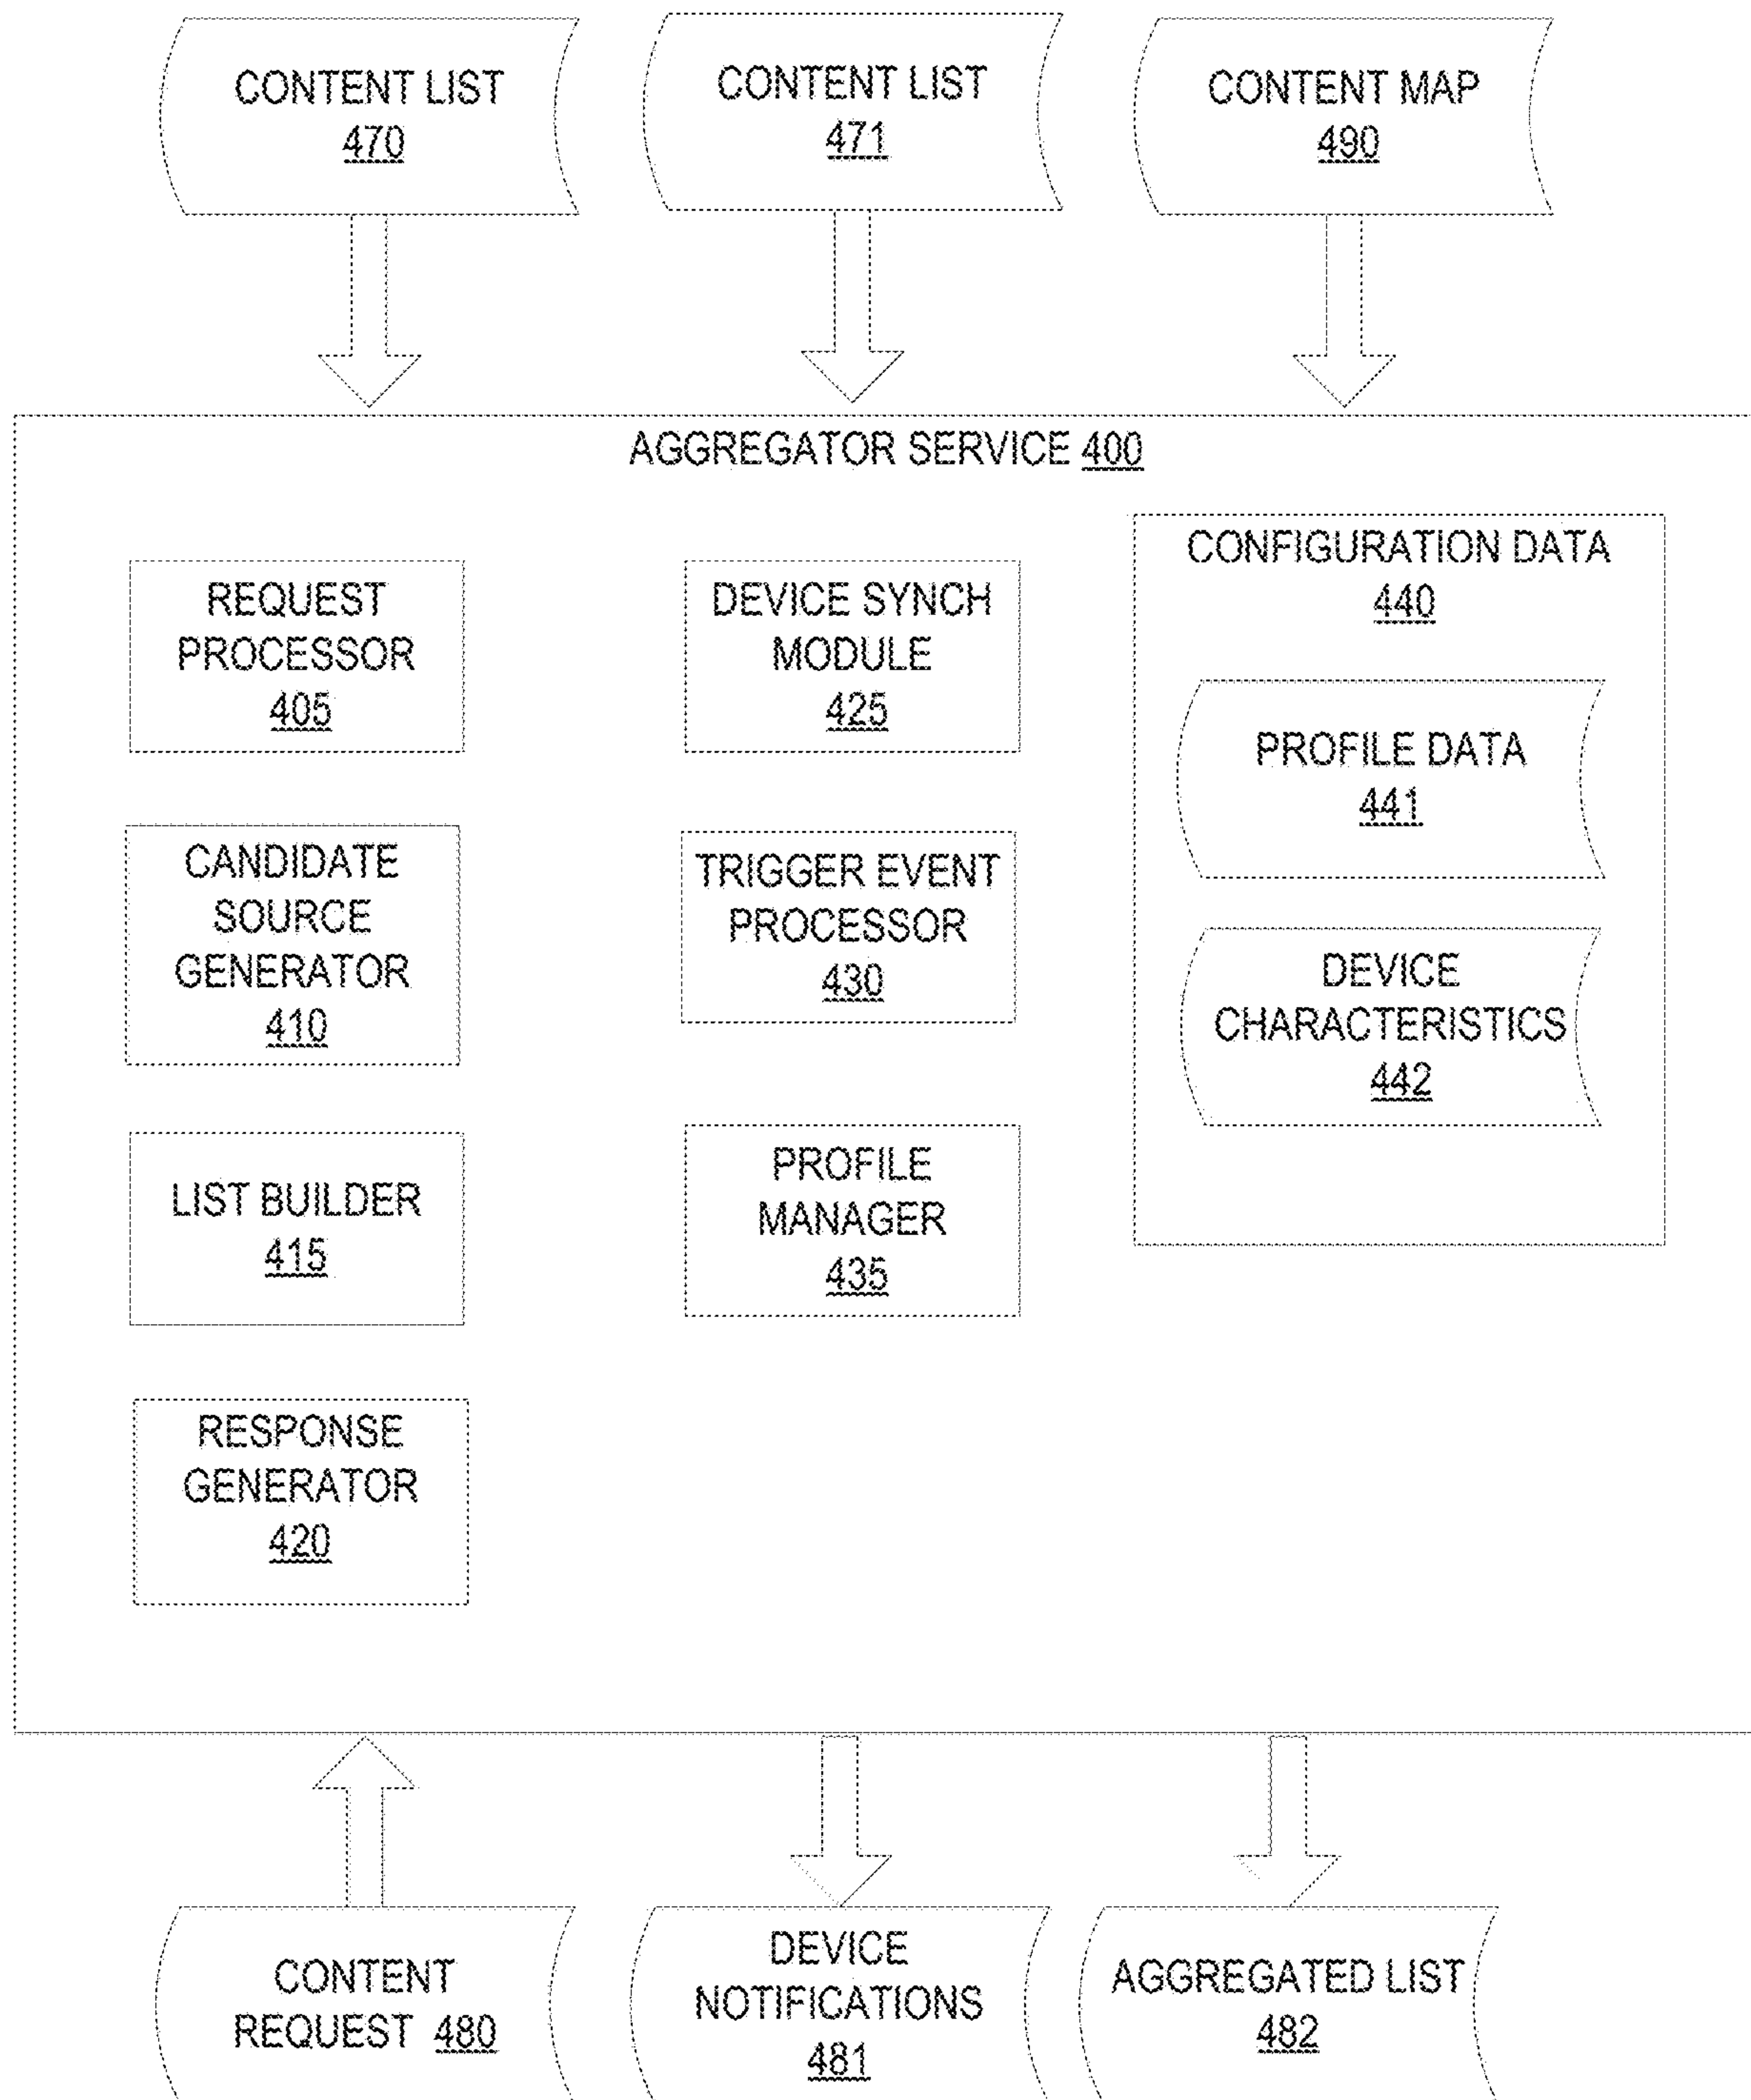 CONTENT LIST
470
CONTENT LIST
471
CONTENT MAP
490
AGGREGATOR SERVICE 400
REQUEST
PROCESSOR
405
CANDIDATE
SOURCE
GENERATOR
410
LIST BUILDER
415
RESPONSE
GENERATOR
420
DEVICE SYNCH
MODULE
425
TRIGGER EVENT
PROCESSOR
430
PROFILE
MANAGER
435
CONFIGURATION DATA
440
PROFILE DATA
441
DEVICE
CHARACTERISTICS
442
CONTENT
REQUEST 480
DEVICE
NOTIFICATIONS
481
AGGREGATED LIST
482